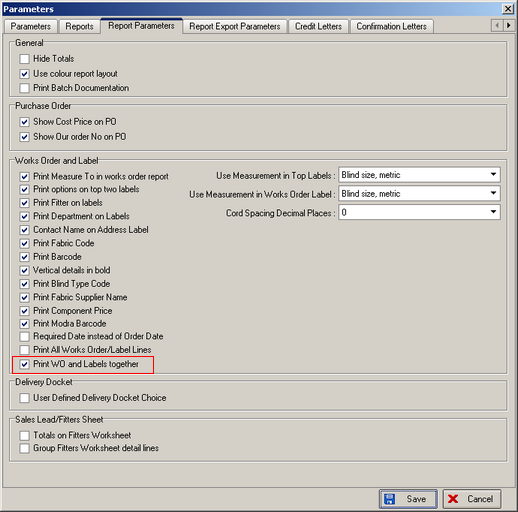 Parameters
Parameters Reports Report Parameters Report Export Parameters Credit Letters Confirmation Letters
General
Hide Totals
Use colour report layout
Print Batch Documentation
Purchase Order
Show Cost Price on PO
Show Our order No on PO
Works Order and Label
Print Measure To in works order report Use Measurement in Top Labels : Blind size, metric
Print options on top two labels Use Measurement in Works Order Label : Blind size, metric
Print Fitter on labels
Print Department on Labels Cord Spacing Decimal Places : 0
Contact Name on Address Label
Print Fabric Code
Print Barcode
Vertical details in bold
Print Blind Type Code
Print Fabric Supplier Name
Print Component Price
Print Modra Barcode
Required Date instead of Order Date
Print All Works Order/Label Lines
Print WO and Labels together
Delivery Docket
User Defined Delivery Docket Choice
Sales Lead/Fitters Sheet
Totals on Fitters Worksheet
Group Fitters Worksheet detail lines
Save Cancel